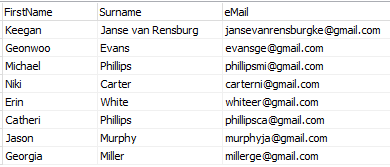 FirstName Surname eMail
Keegan Janse van Rensburg jansevanrensburgke@gmail.com
Geonwoo Evans evansge@gmail.com
Michael Phillips phillipsmi@gmail.com
Niki Carter carterni@gmail.com
Erin White whiteer@gmail.com
Catheri Phillips phillipsca@gmail.com
Jason Murphy murphyja@gmail.com
Georgia Miller millerge@gmail.com